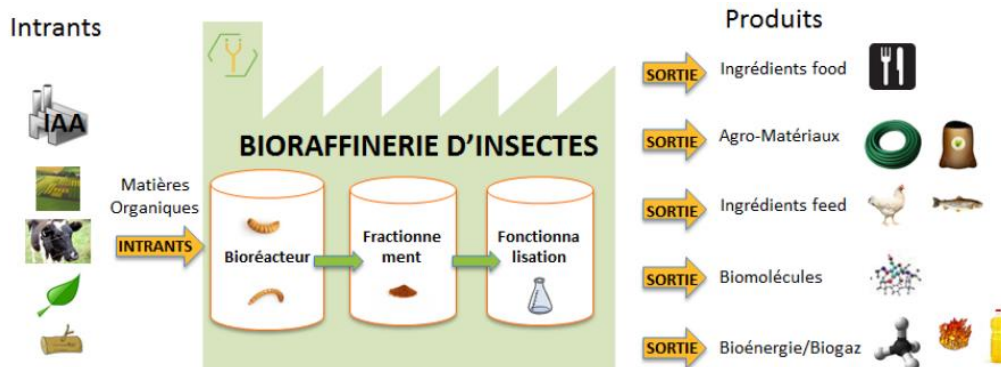 Intrants
IAA
Matières
Organiques
INTRANTS
BIORAFFINERIE D'INSECTES
Bioréacteur
Fractionne
ment
Fonctionna
lisation
Produits
SORTIE
Ingrédients food
SORTIE
Agro-Matériaux
SORTIE
Ingrédients feed
SORTIE
Biomolécules
SORTIE
Bioénergie/Biogaz